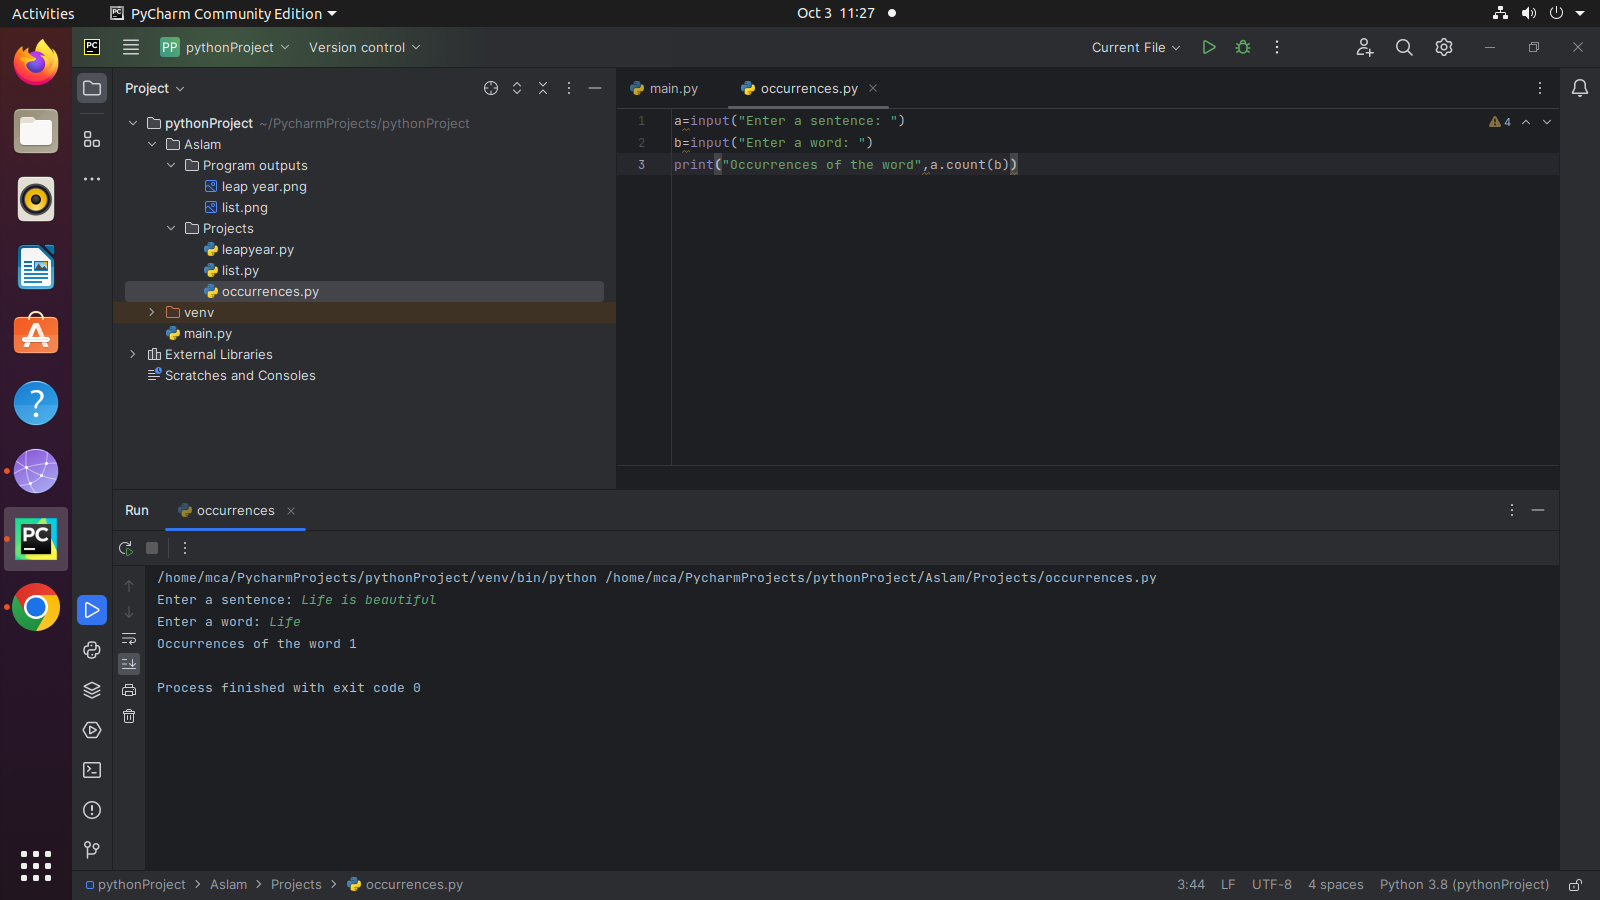 Activities PyCharm Community Edition Oct 3 11:27
PC PP pythonProject Version control Current File
Project main.py occurrences.py
pythonProject ~/PycharmProjects/pythonProject
Aslam
Program outputs
leap year.png
list.png
Projects
leapyear.py
list.py
occurrences.py
venv
main.py
External Libraries
Scratches and Consoles
1 a=input("Enter a sentence: ") 4
2 b=input("Enter a word: ")
3 print("Occurrences of the word",a.count(b))
PC
Run occurrences
/home/mca/PycharmProjects/pythonProject/venv/bin/python /home/mca/PycharmProjects/pythonProject/Aslam/Projects/occurrences.py
Enter a sentence: Life is beautiful
Enter a word: Life
Occurrences of the word 1
Process finished with exit code 0
pythonProject Aslam Projects occurrences.py 3:44 LF UTF-8 4 spaces Python 3.8 (pythonProject)